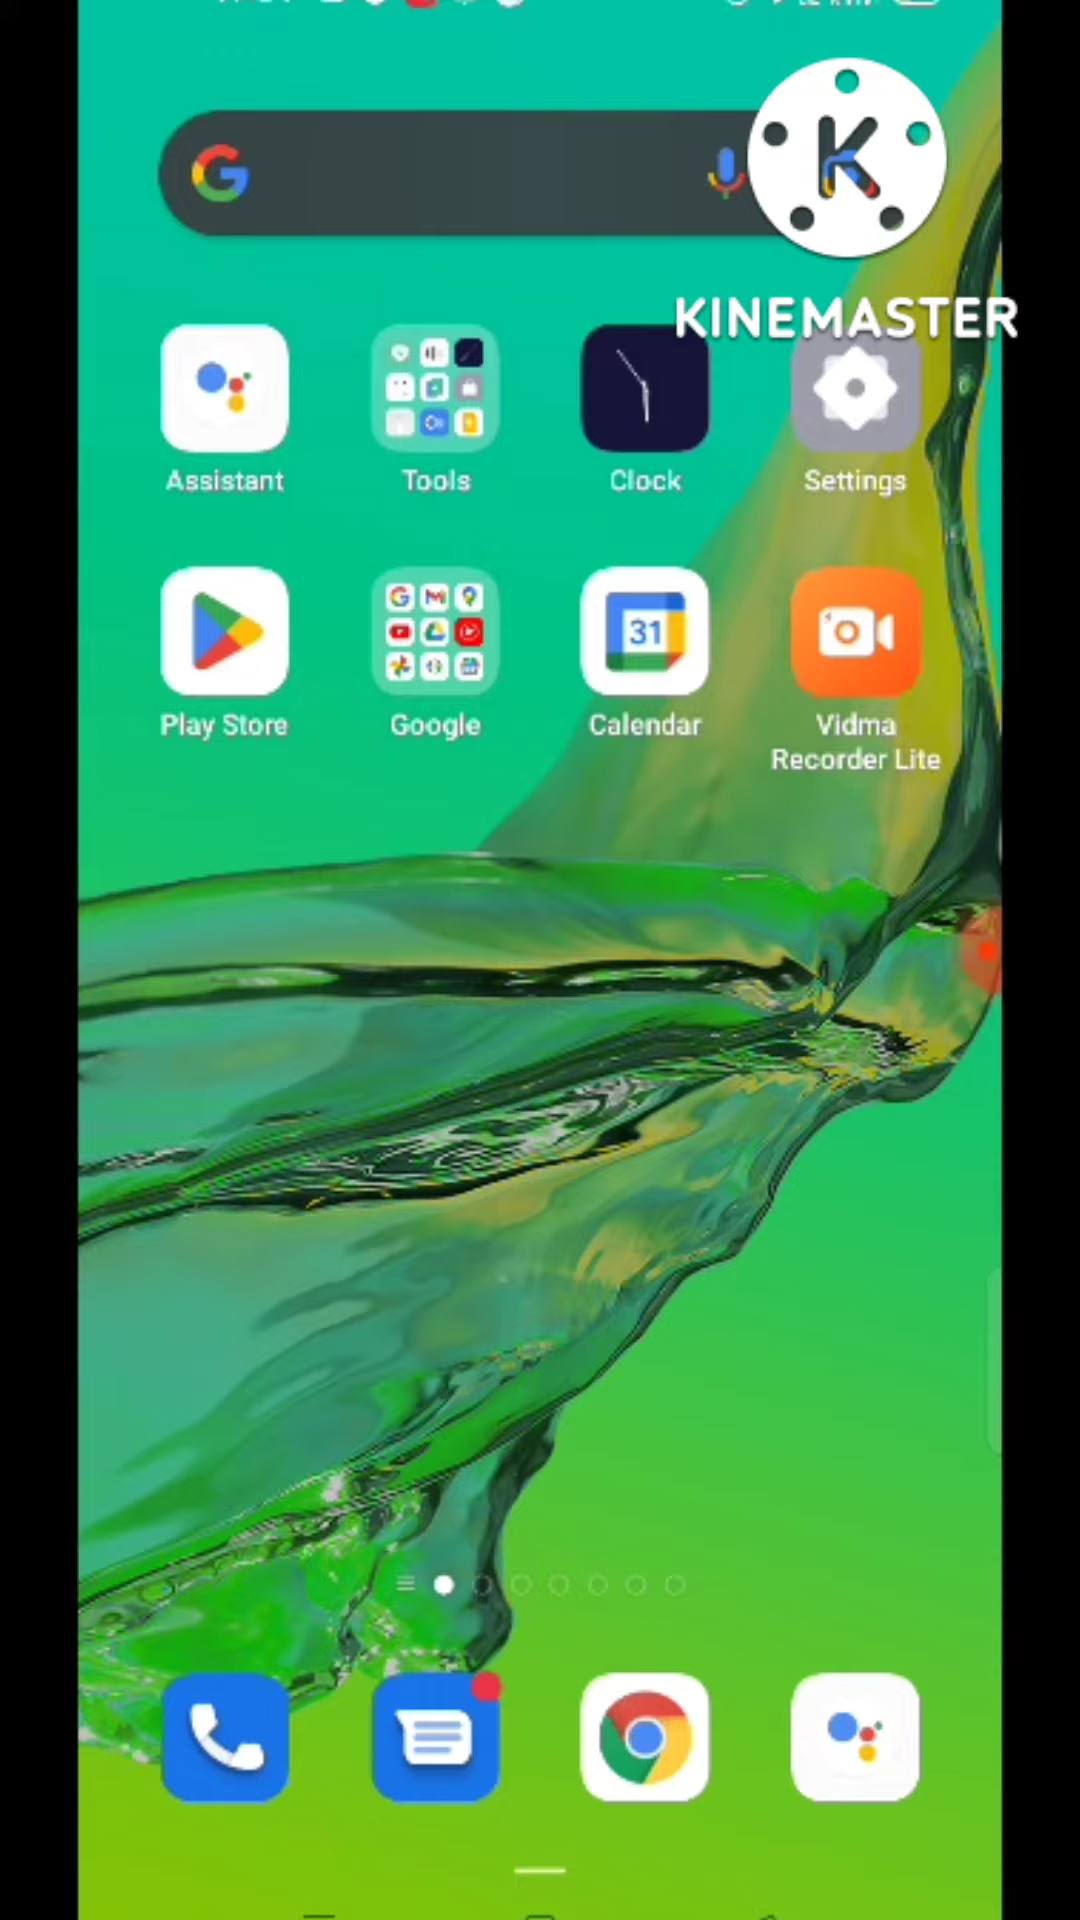 KINEMASTER
Assistant
Tools
Clock
Settings
31
Play Store
Google
Calendar
Vidma
Recorder Lite